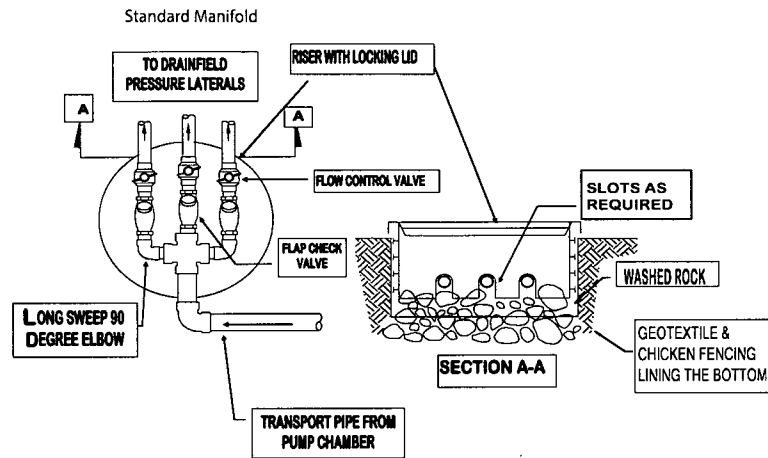 Standard Manifold
TO DRAINFIELD
PRESSURE LATERALS
RISER WITH LOCKING LID
A
A
FLOW CONTROL VALVE
SLOTS AS
REQUIRED
FLAP CHECK
VALVE
WASHED ROCK
LONG SWEEP 90
DEGREE ELBOW
GEOTEXTILE &
CHICKEN FENCING
LINING THE BOTTOM
SECTION A-A
TRANSPORT PIPE FROM
PUMP CHAMBER